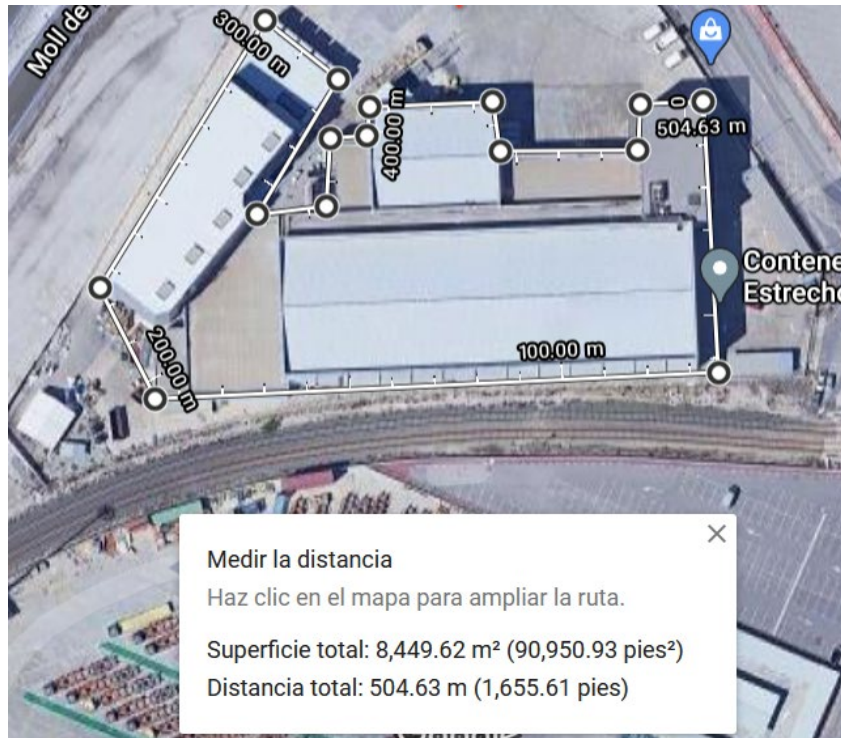 Moll de
300.00 m
400.00 m
0
504.63 m
Contene
Estrecho
100.00 m
200.00 m
Medir la distancia
Haz clic en el mapa para ampliar la ruta.
Superficie total: 8,449.62 m² (90,950.93 pies²)
Distancia total: 504.63 m (1,655.61 pies)